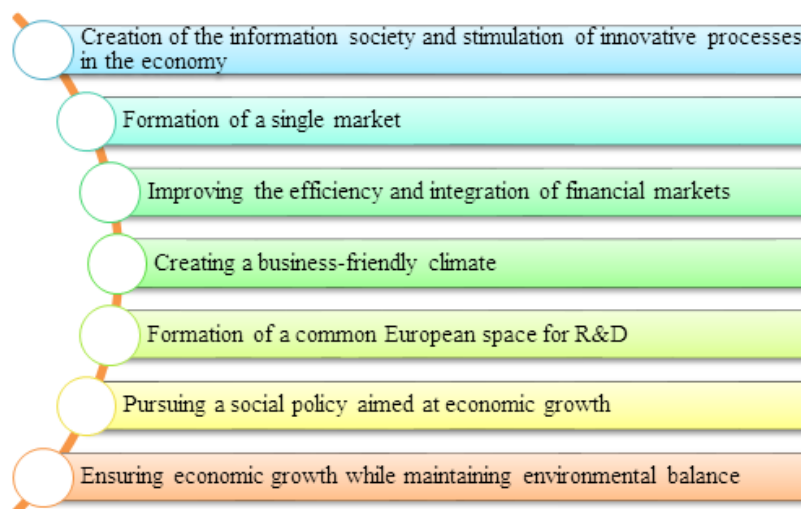 Creation of the information society and stimulation of innovative processes
in the economy
Formation of a single market
Improving the efficiency and integration of financial markets
Creating a business-friendly climate
Formation of a common European space for R&D
Pursuing a social policy aimed at economic growth
Ensuring economic growth while maintaining environmental balance